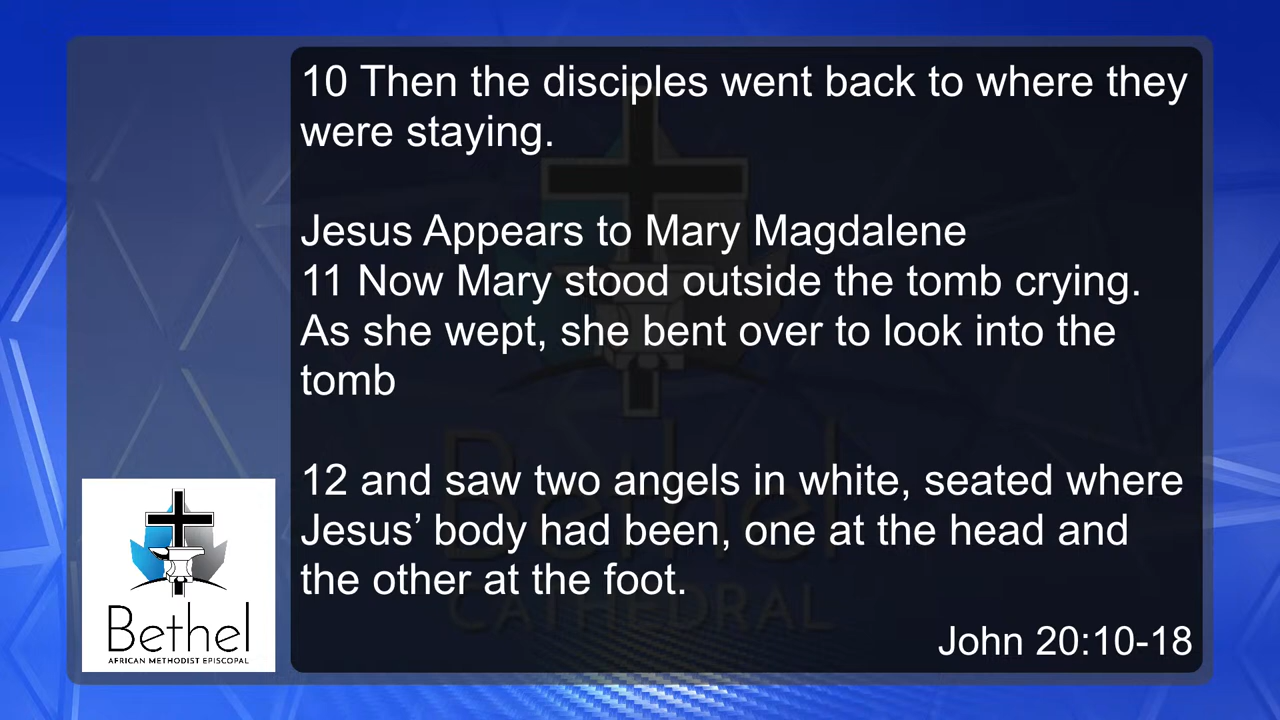 10 Then the disciples went back to where they
were staying.
Jesus Appears to Mary Magdalene
11 Now Mary stood outside the tomb crying.
As she wept, she bent over to look into the
tomb
12 and saw two angels in white, seated where
Jesus’ body had been, one at the head and
the other at the foot.
John 20:10-18
Bethel
AFRICAN METHODIST EPISCOPAL
Bethel
CATHEDRAL